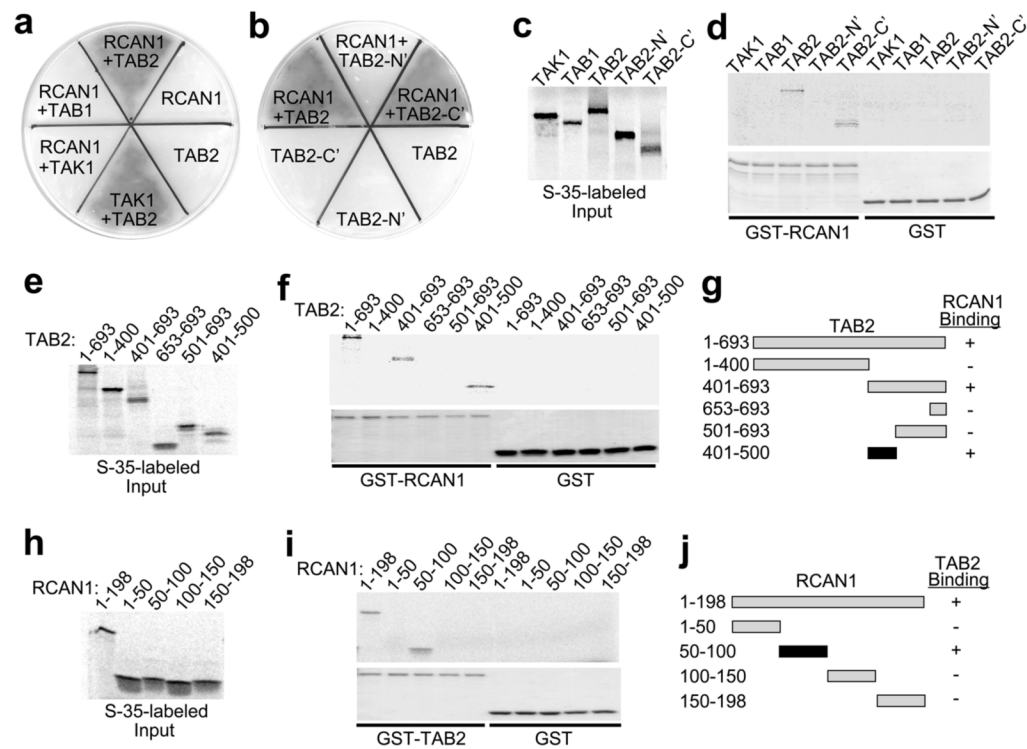 a
RCAN1
+TAB2
RCAN1
+TAB1
RCAN1
RCAN1
+TAK1
TAB2
TAK1
+TAB2
b
RCAN1+
TAB2-N'
RCAN1
+TAB2
RCAN1
+TAB2-C'
TAB2-C'
TAB2
TAB2-N'
c
TAK1
TAB1
TAB2
TAB2-N'
TAB2-C'
S-35-labeled
Input
d
TAK1
TAB1
TAB2
TAB2-N'
TAB2-C'
TAK1
TAB1
TAB2
TAB2-N'
TAB2-C'
GST-RCAN1
GST
e
TAB2:
1-693
1-400
401-693
653-693
501-693
401-500
S-35-labeled
Input
f
TAB2:
1-693
1-400
401-693
653-693
501-693
401-500
1-693
1-400
401-693
653-693
501-693
401-500
GST-RCAN1
GST
g
TAB2
RCAN1
Binding
1-693 +
1-400 -
401-693 +
653-693 -
501-693 -
401-500 +
h
RCAN1:
1-198
1-50
50-100
100-150
150-198
S-35-labeled
Input
i
RCAN1:
1-198
1-50
50-100
100-150
150-198
1-198
1-50
50-100
100-150
150-198
GST-TAB2
GST
j
RCAN1
TAB2
Binding
1-198 +
1-50 -
50-100 +
100-150 -
150-198 -